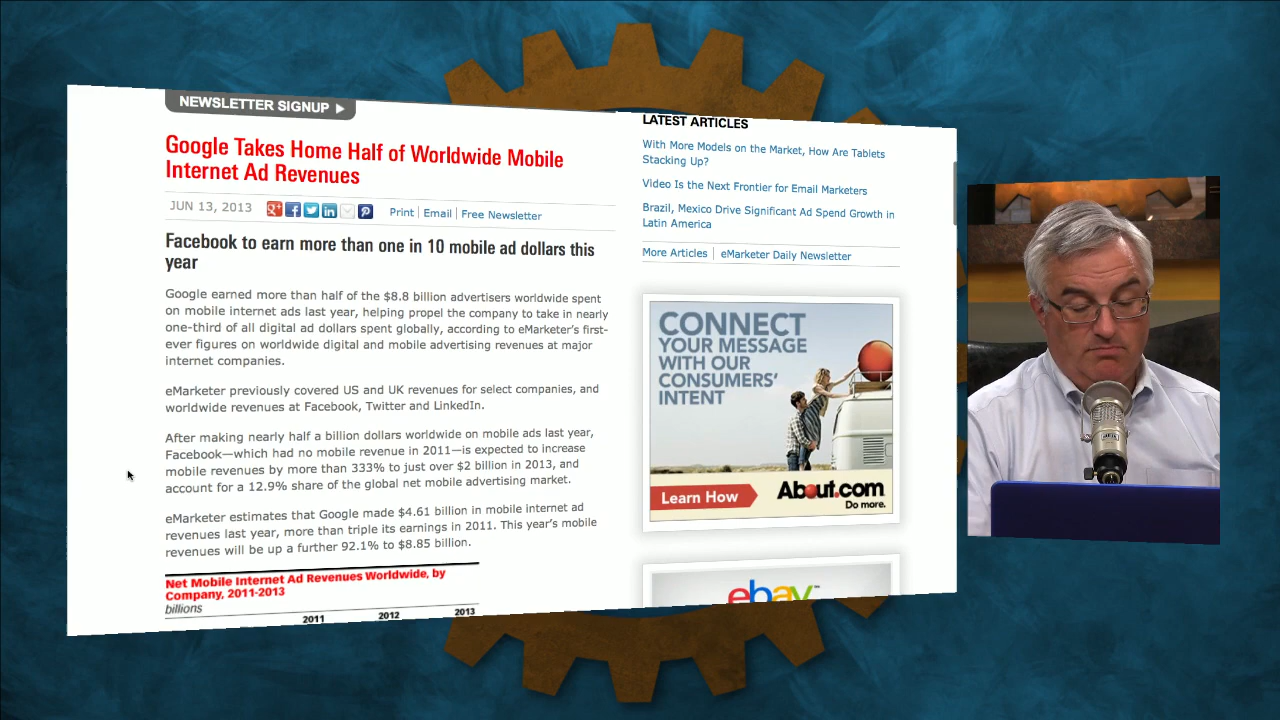 NEWSLETTER SIGNUP
Google Takes Home Half of Worldwide Mobile
Internet Ad Revenues
JUN 13, 2013
Print | Email | Free Newsletter
Facebook to earn more than one in 10 mobile ad dollars this
year
Google earned more than half of the $8.8 billion advertisers worldwide spent
on mobile internet ads last year, helping propel the company to take in nearly
one-third of all digital ad dollars spent globally, according to eMarketer's first-
ever figures on worldwide digital and mobile advertising revenues at major
internet companies.
eMarketer previously covered US and UK revenues for select companies, and
worldwide revenues at Facebook, Twitter and LinkedIn.
After making nearly half a billion dollars worldwide on mobile ads last year,
Facebook—which had no mobile revenue in 2011—is expected to increase
mobile revenues by more than 333% to just over $2 billion in 2013, and
account for a 12.9% share of the global net mobile advertising market.
eMarketer estimates that Google made $4.61 billion in mobile internet ad
revenues last year, more than triple its earnings in 2011. This year's mobile
revenues will be up a further 92.1% to $8.85 billion.
Net Mobile Internet Ad Revenues Worldwide, by
Company, 2011-2013
billions
2011 2012 2013
LATEST ARTICLES
With More Models on the Market, How Are Tablets
Stacking Up?
Video Is the Next Frontier for Email Marketers
Brazil, Mexico Drive Significant Ad Spend Growth in
Latin America
More Articles | eMarketer Daily Newsletter
CONNECT
YOUR MESSAGE
WITH OUR
CONSUMERS'
INTENT
Learn How
About.com
Do more.
ebay